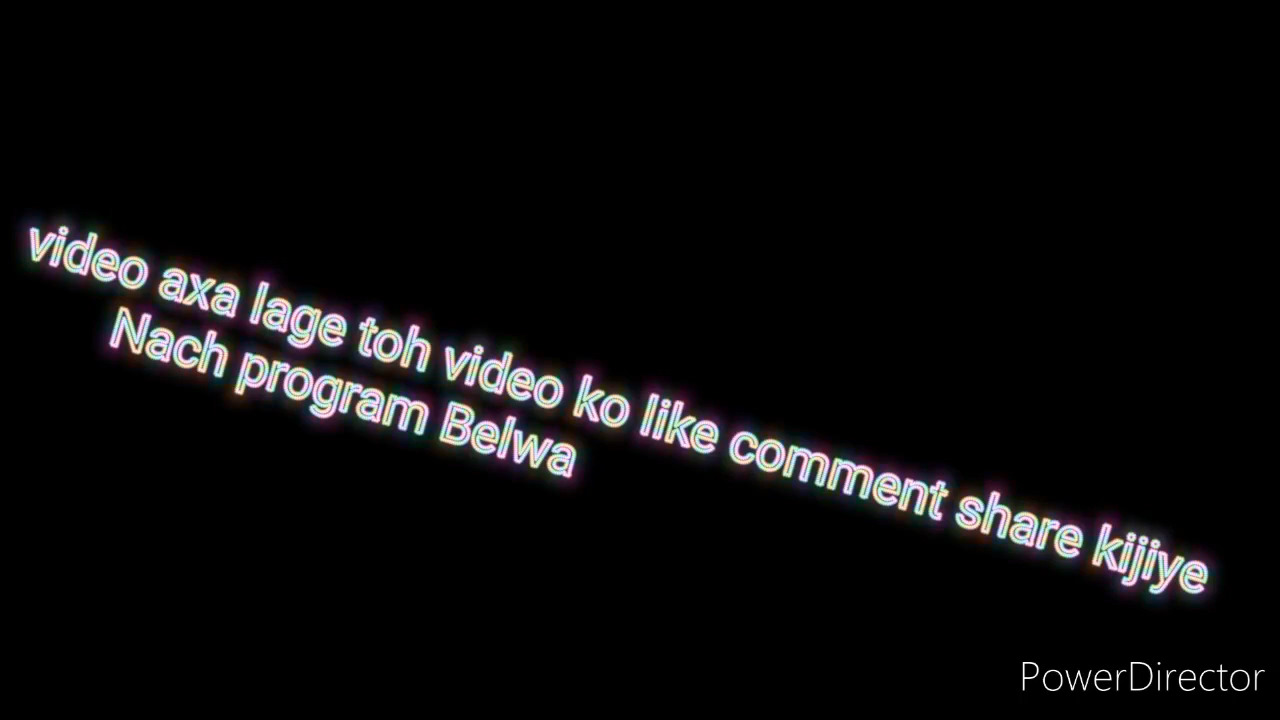 video axa lage toh video ko like comment share kijiye
Nach program Belwa
PowerDirector